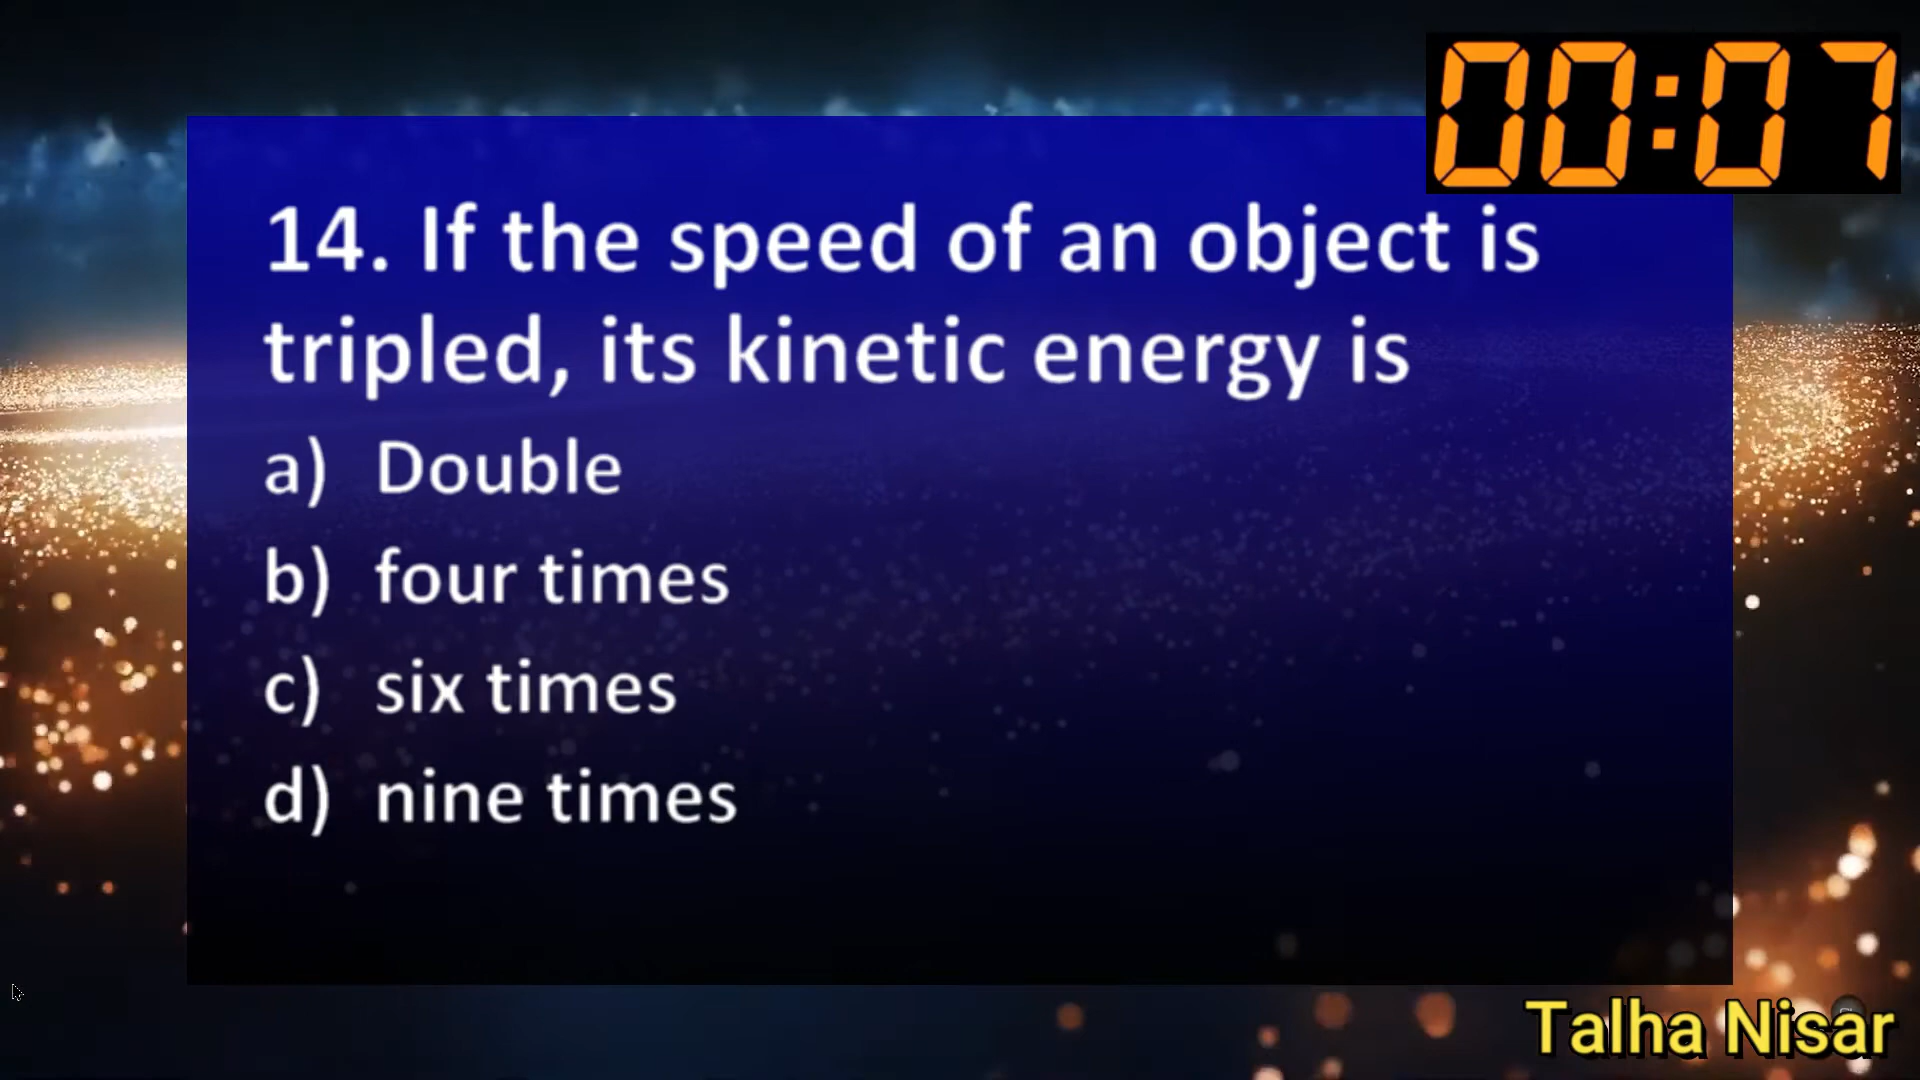 00:07
14. If the speed of an object is
tripled, its kinetic energy is
a) Double
b) four times
c) six times
d) nine times
Talha Nisar